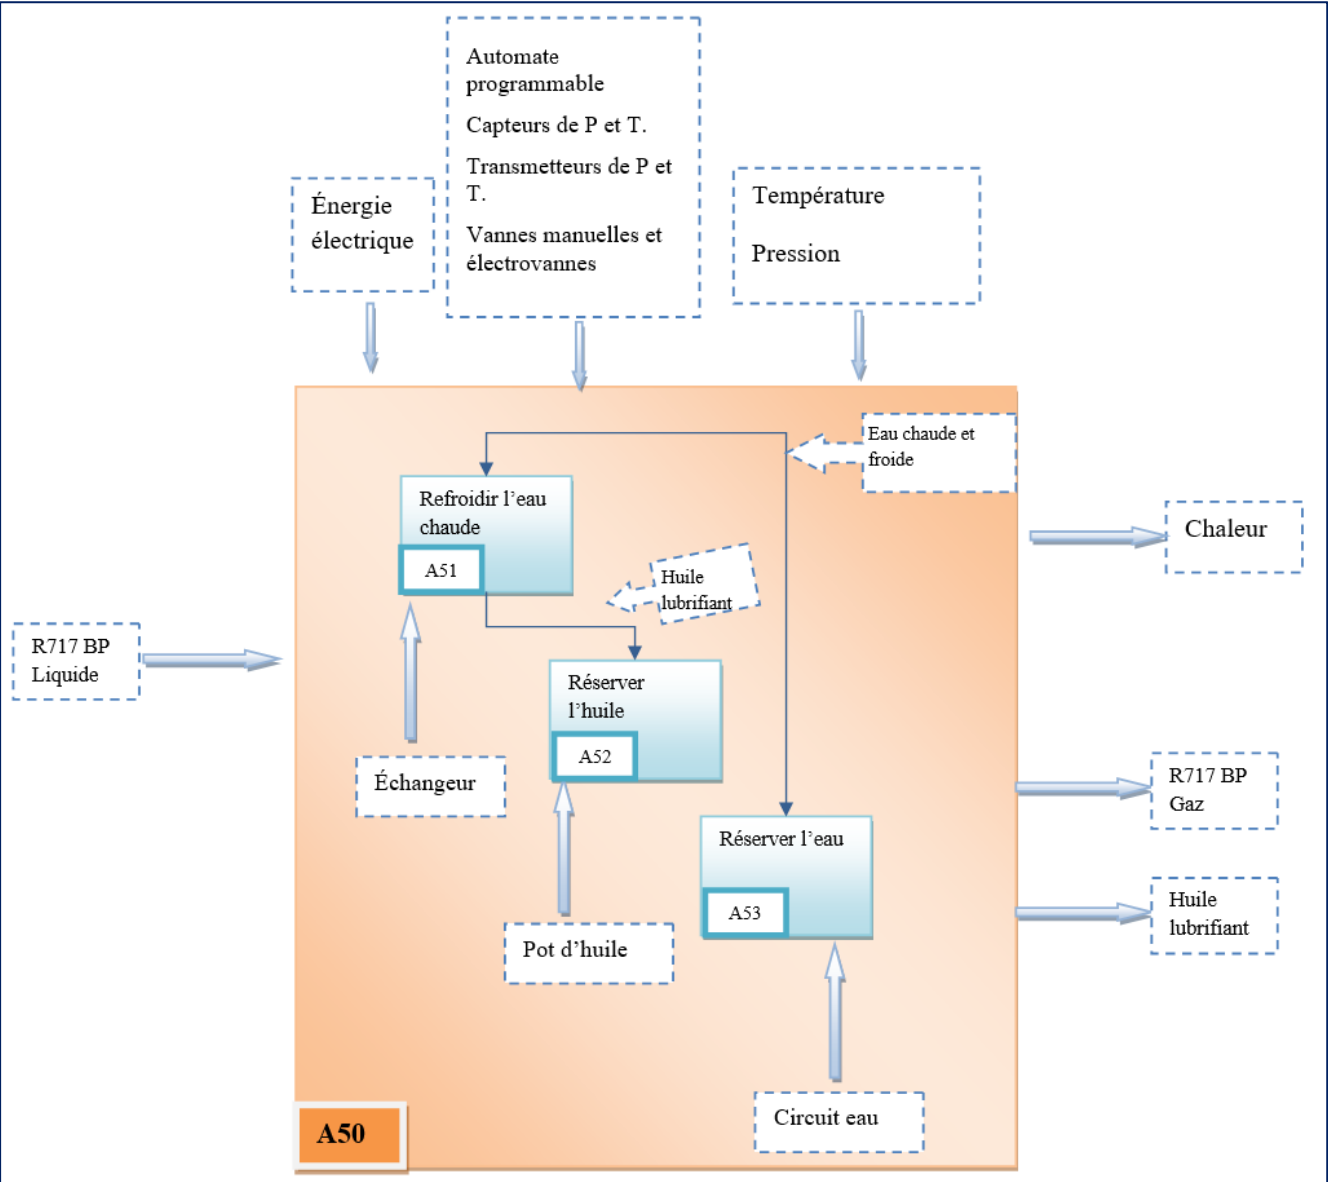 Automate
programmable
Capteurs de P et T.
Transmetteurs de P et
T.
Vannes manuelles et
électrovannes
Énergie
électrique
Température
Pression
Eau chaude et
froide
Refroidir l'eau
chaude
A51
Huile
lubrifiant
Chaleur
R717 BP
Liquide
Réserver
l'huile
A52
Échangeur
R717 BP
Gaz
Réserver l'eau
A53
Huile
lubrifiant
Pot d'huile
Circuit eau
A50